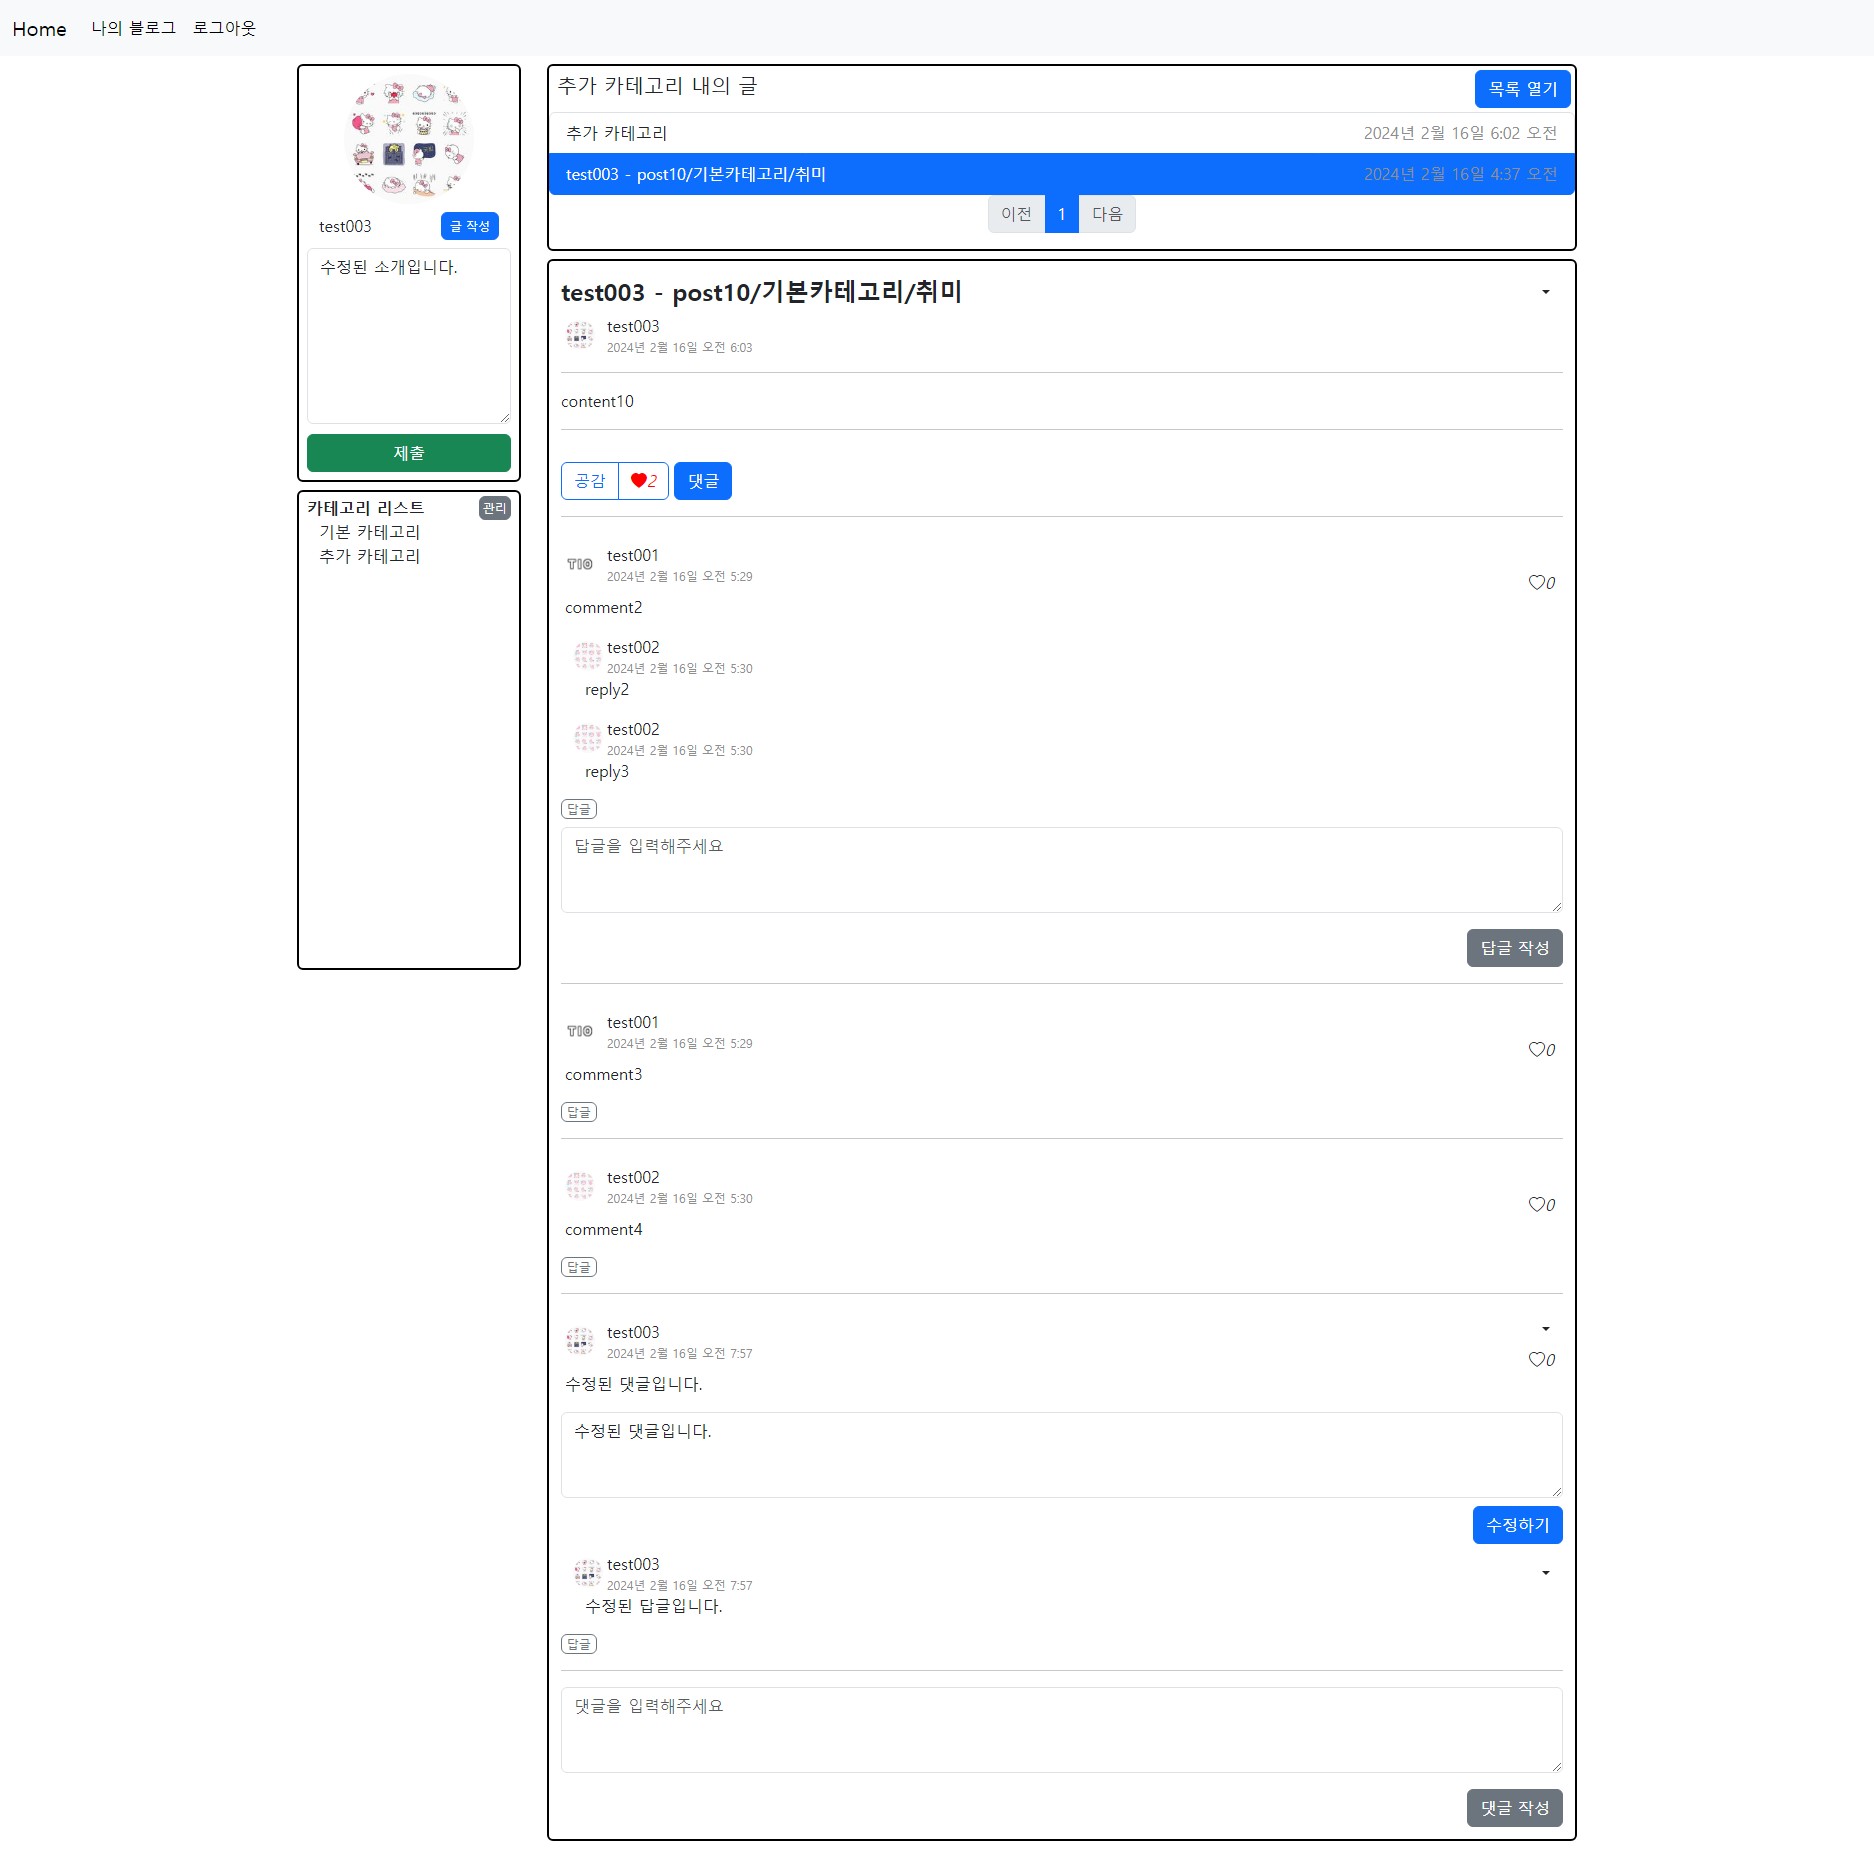 Home 나의 블로그 로그아웃
test003 글 작성
수정된 소개입니다.
제출
카테고리 리스트 관리
기본 카테고리
추가 카테고리
추가 카테고리 내의 글 목록 열기
추가 카테고리 2024년 2월 16일 6:02 오전
test003 - post10/기본카테고리/취미 2024년 2월 16일 4:37 오전
이전 1 다음
test003 - post10/기본카테고리/취미
test003
2024년 2월 16일 오전 6:03
content10
공감 2 댓글
TIO test001
2024년 2월 16일 오전 5:29
0
comment2
test002
2024년 2월 16일 오전 5:30
reply2
test002
2024년 2월 16일 오전 5:30
reply3
답글
답글을 입력해주세요
답글 작성
TIO test001
2024년 2월 16일 오전 5:29
0
comment3
답글
test002
2024년 2월 16일 오전 5:30
0
comment4
답글
test003
2024년 2월 16일 오전 7:57
0
수정된 댓글입니다.
수정된 댓글입니다.
수정하기
test003
2024년 2월 16일 오전 7:57
수정된 답글입니다.
답글
댓글을 입력해주세요
댓글 작성